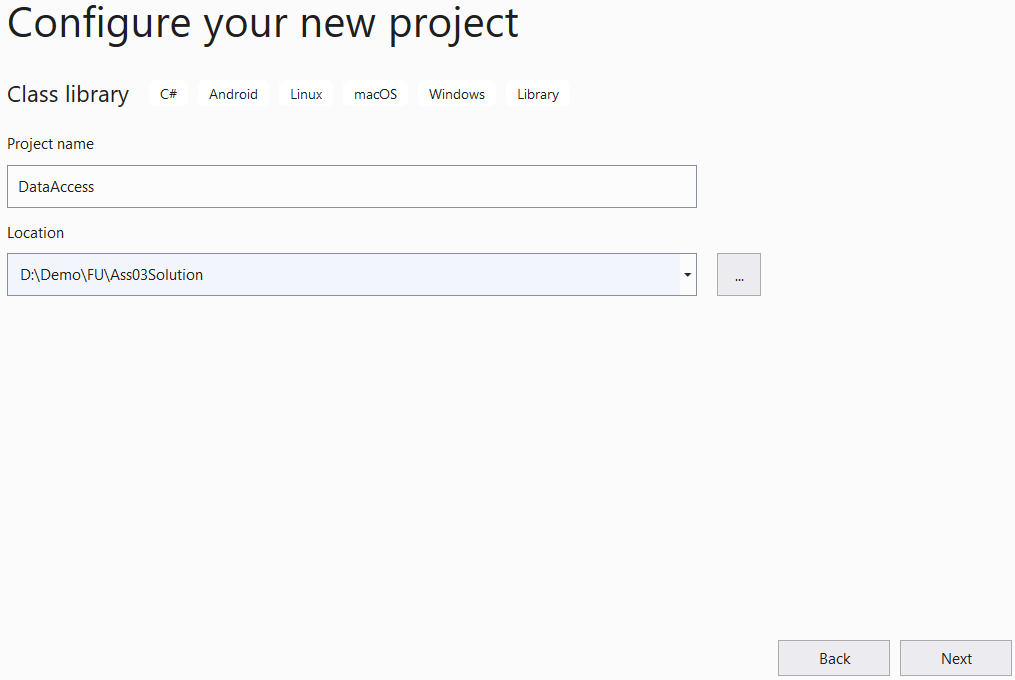 Configure your new project
Class library C# Android Linux macOS Windows Library
Project name
DataAccess
Location
D:\Demo\FU\Ass03Solution ...
Back Next